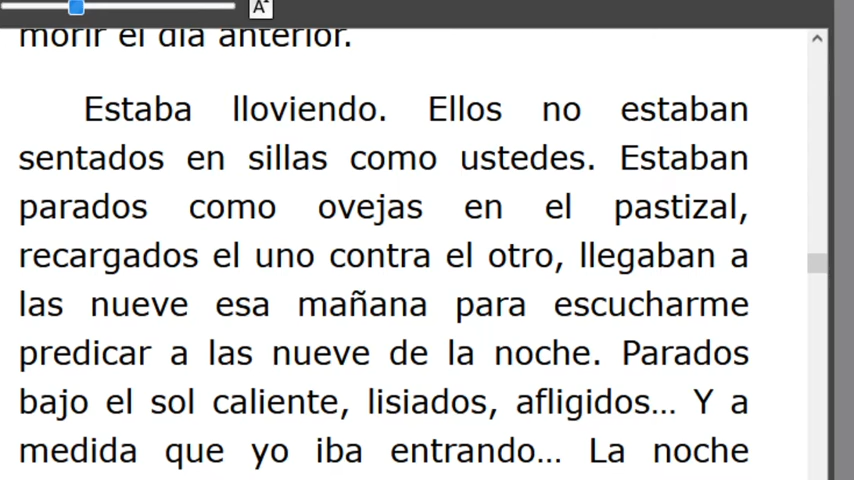 A
morir el día anterior.
Estaba lloviendo. Ellos no estaban
sentados en sillas como ustedes. Estaban
parados como ovejas en el pastizal,
recargados el uno contra el otro, llegaban a
las nueve esa mañana para escucharme
predicar a las nueve de la noche. Parados
bajo el sol caliente, lisiados, afligidos… Y a
medida que yo iba entrando… La noche